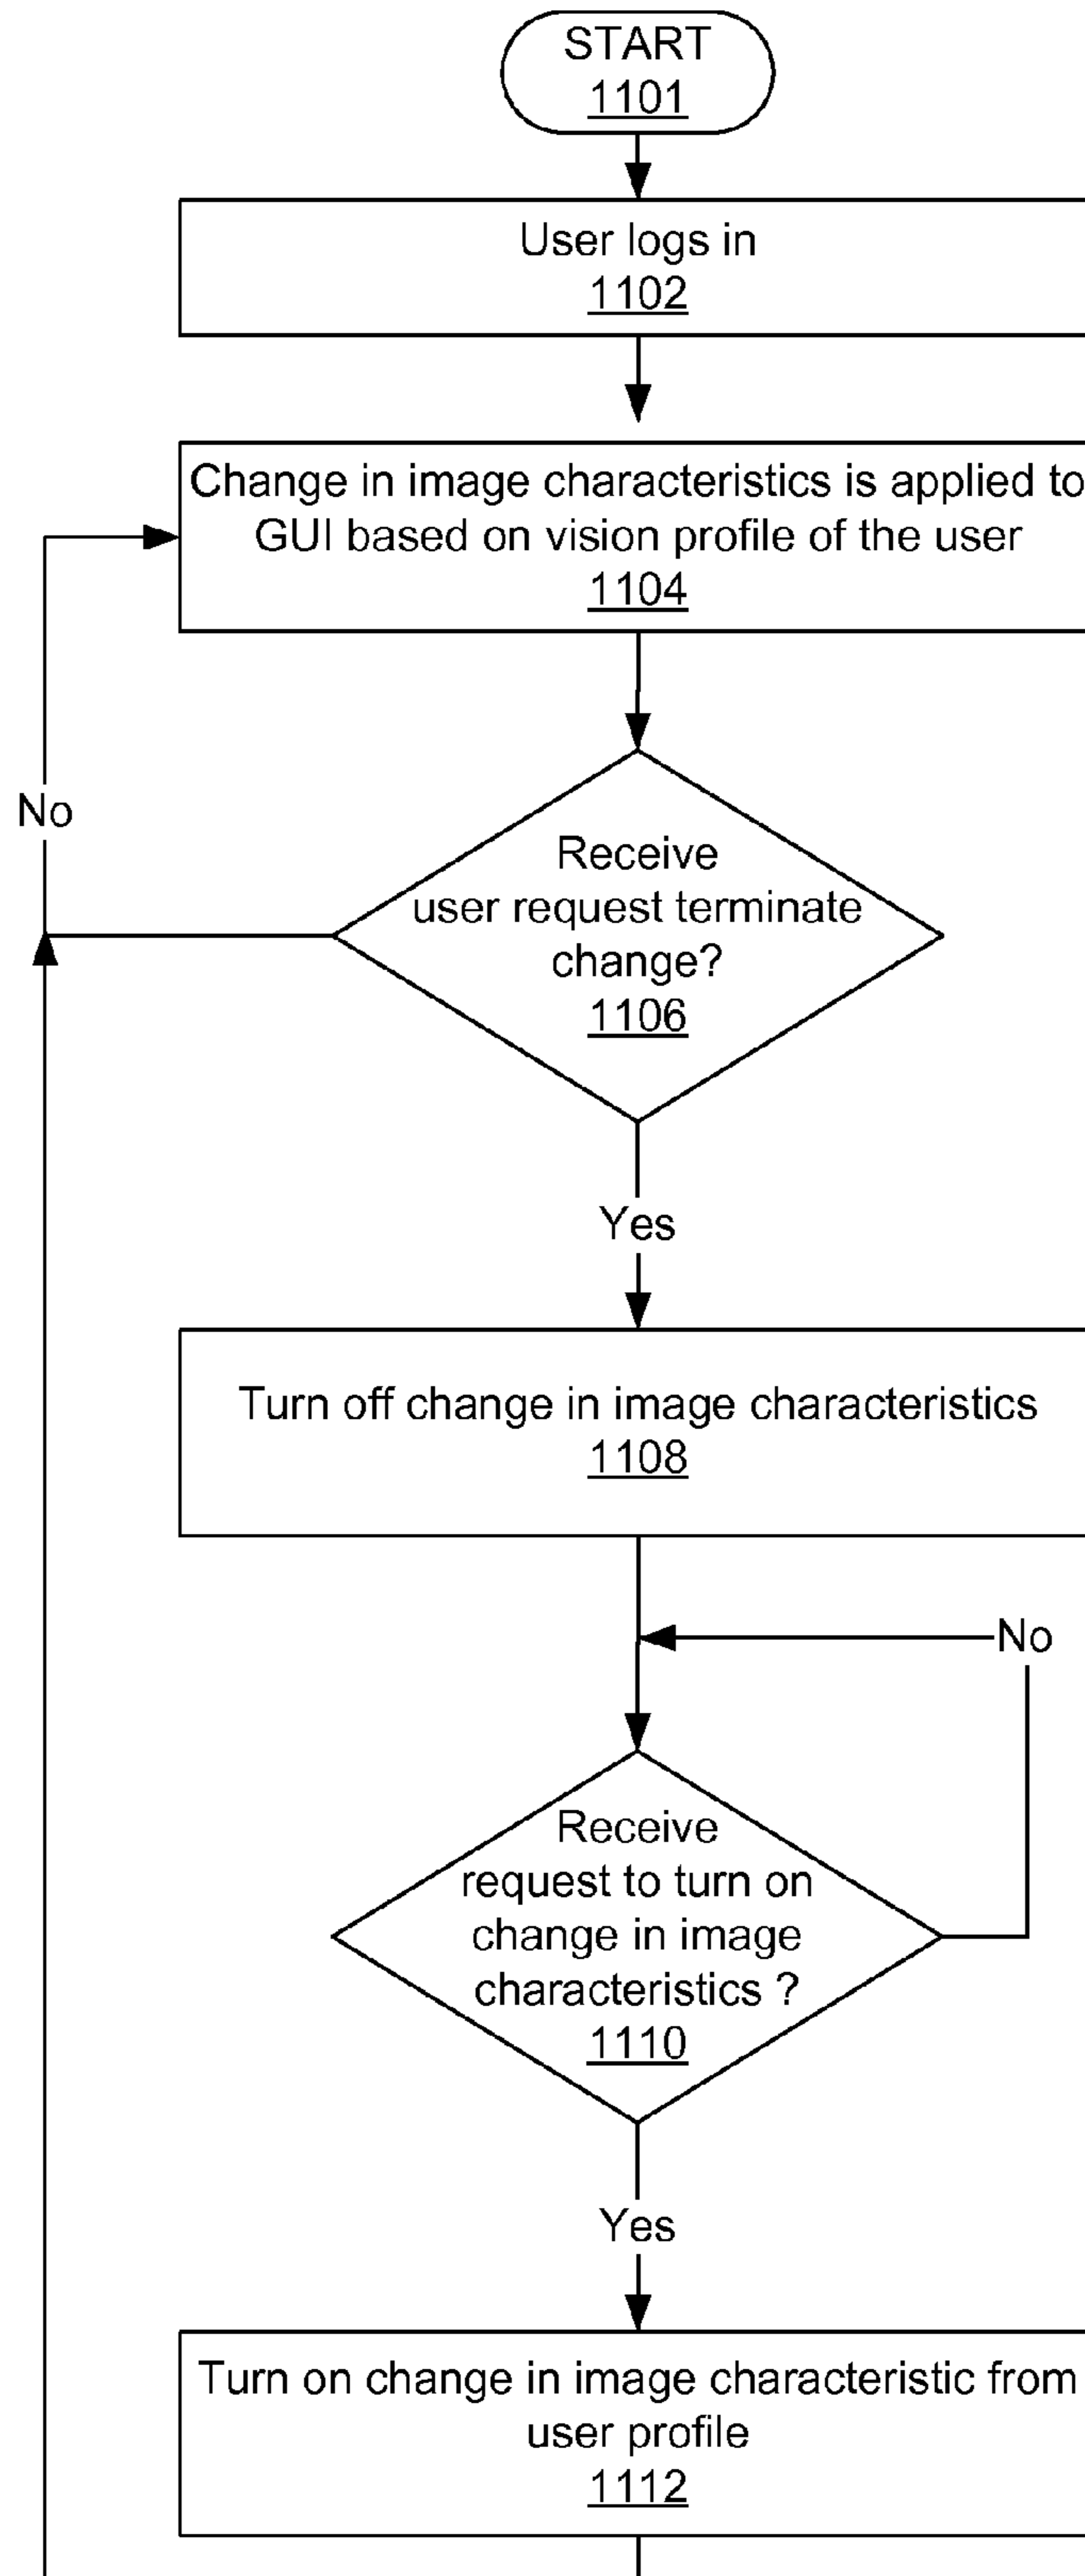 START
1101
User logs in
1102
Change in image characteristics is applied to
GUI based on vision profile of the user
1104
No
Receive
user request terminate
change?
1106
Yes
Turn off change in image characteristics
1108
No
Receive
request to turn on
change in image
characteristics ?
1110
Yes
Turn on change in image characteristic from
user profile
1112